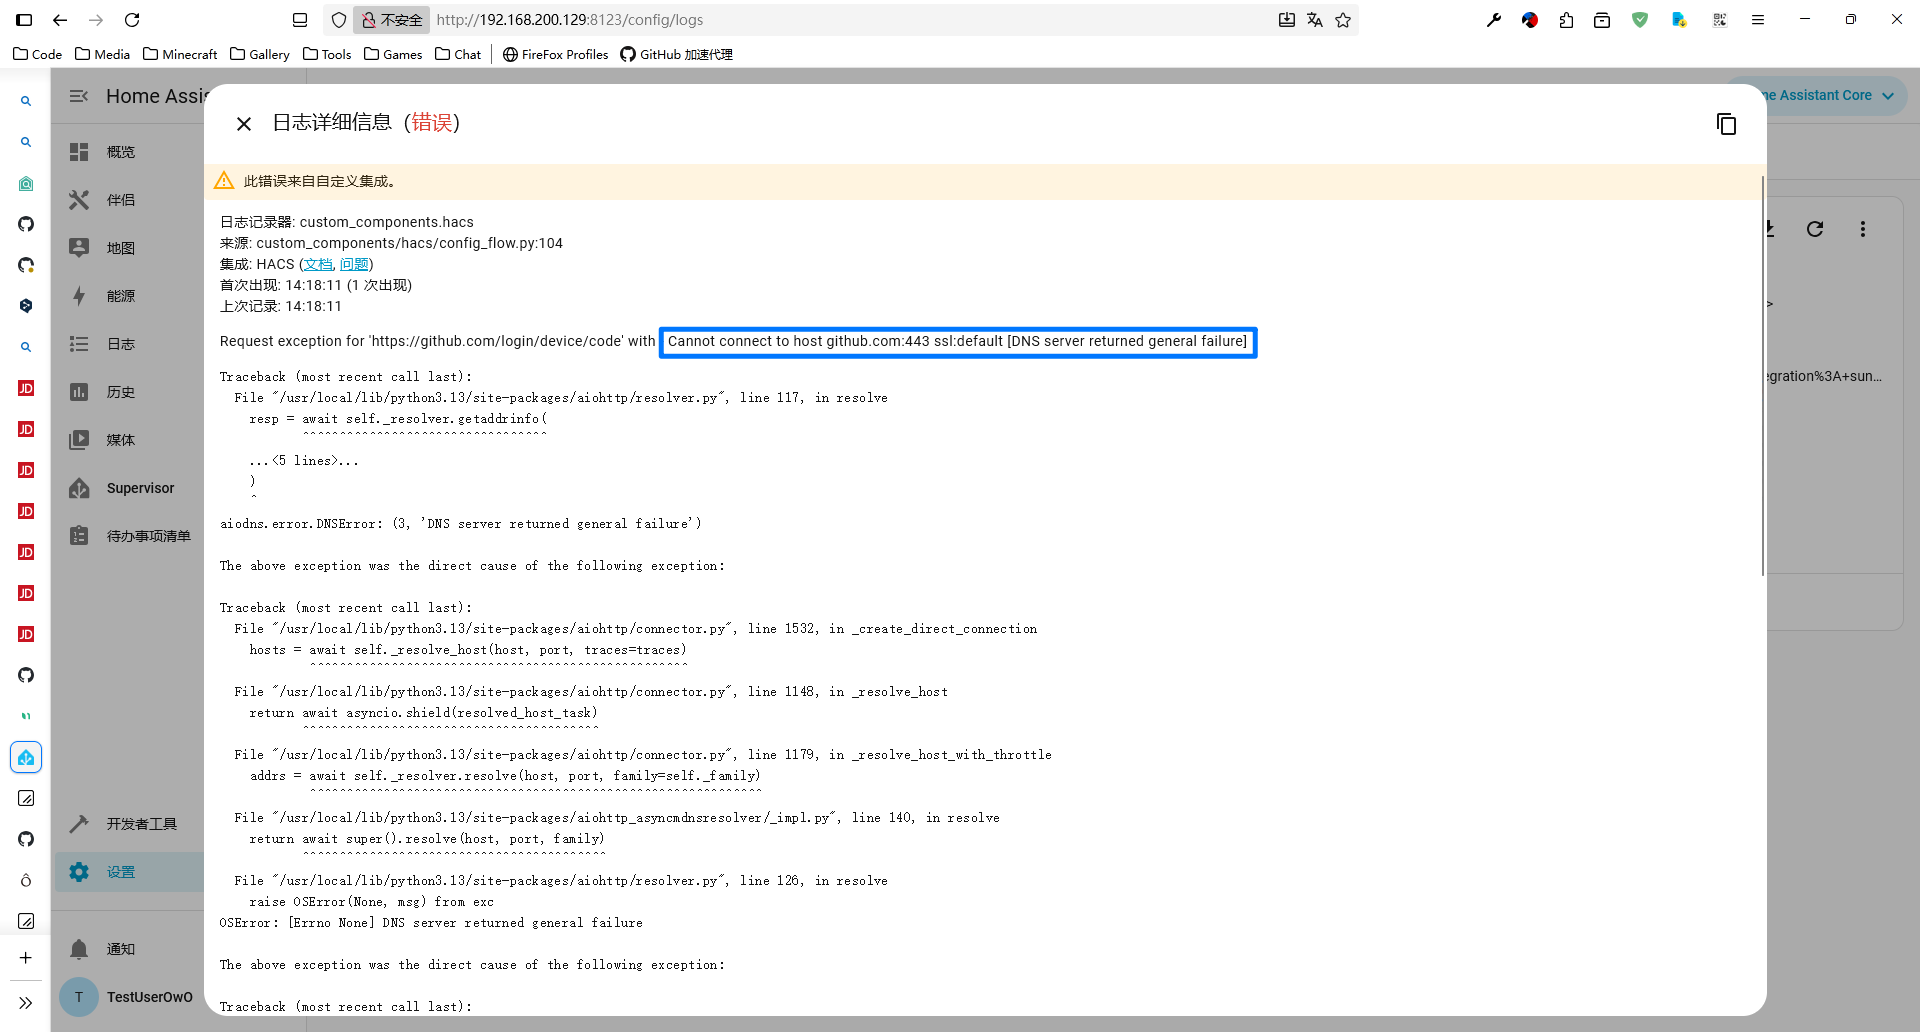 不安全
http://192.168.200.129:8123/config/logs
Code
Media
Minecraft
Gallery
Tools
Games
Chat
FireFox Profiles
GitHub 加速代理
Home Assis
me Assistant Core
概览
伴侣
地图
能源
日志
历史
媒体
Supervisor
待办事项清单
开发者工具
设置
通知
T
TestUserOwO
JD
JD
JD
JD
JD
JD
JD
egration%3A+sun...
日志详细信息（错误）
此错误来自自定义集成。
日志记录器: custom_components.hacs
来源: custom_components/hacs/config_flow.py:104
集成: HACS (文档, 问题)
首次出现: 14:18:11 (1 次出现)
上次记录: 14:18:11
Request exception for 'https://github.com/login/device/code' with Cannot connect to host github.com:443 ssl:default [DNS server returned general failure]
Traceback (most recent call last):
  File "/usr/local/lib/python3.13/site-packages/aiohttp/resolver.py", line 117, in resolve
    resp = await self._resolver.getaddrinfo(
           ^^^^^^^^^^^^^^^^^^^^^^^^^^^^^^^^^
    ...<5 lines>...
    )
    ^
aiodns.error.DNSError: (3, 'DNS server returned general failure')
The above exception was the direct cause of the following exception:
Traceback (most recent call last):
  File "/usr/local/lib/python3.13/site-packages/aiohttp/connector.py", line 1532, in _create_direct_connection
    hosts = await self._resolve_host(host, port, traces=traces)
            ^^^^^^^^^^^^^^^^^^^^^^^^^^^^^^^^^^^^^^^^^^^^^^^^^^^
  File "/usr/local/lib/python3.13/site-packages/aiohttp/connector.py", line 1148, in _resolve_host
    return await asyncio.shield(resolved_host_task)
           ^^^^^^^^^^^^^^^^^^^^^^^^^^^^^^^^^^^^^^^^
  File "/usr/local/lib/python3.13/site-packages/aiohttp/connector.py", line 1179, in _resolve_host_with_throttle
    addrs = await self._resolver.resolve(host, port, family=self._family)
            ^^^^^^^^^^^^^^^^^^^^^^^^^^^^^^^^^^^^^^^^^^^^^^^^^^^^^^^^^^^^^
  File "/usr/local/lib/python3.13/site-packages/aiohttp_asyncmdnsresolver/_impl.py", line 140, in resolve
    return await super().resolve(host, port, family)
           ^^^^^^^^^^^^^^^^^^^^^^^^^^^^^^^^^^^^^^^^^
  File "/usr/local/lib/python3.13/site-packages/aiohttp/resolver.py", line 126, in resolve
    raise OSError(None, msg) from exc
OSError: [Errno None] DNS server returned general failure
The above exception was the direct cause of the following exception:
Traceback (most recent call last):